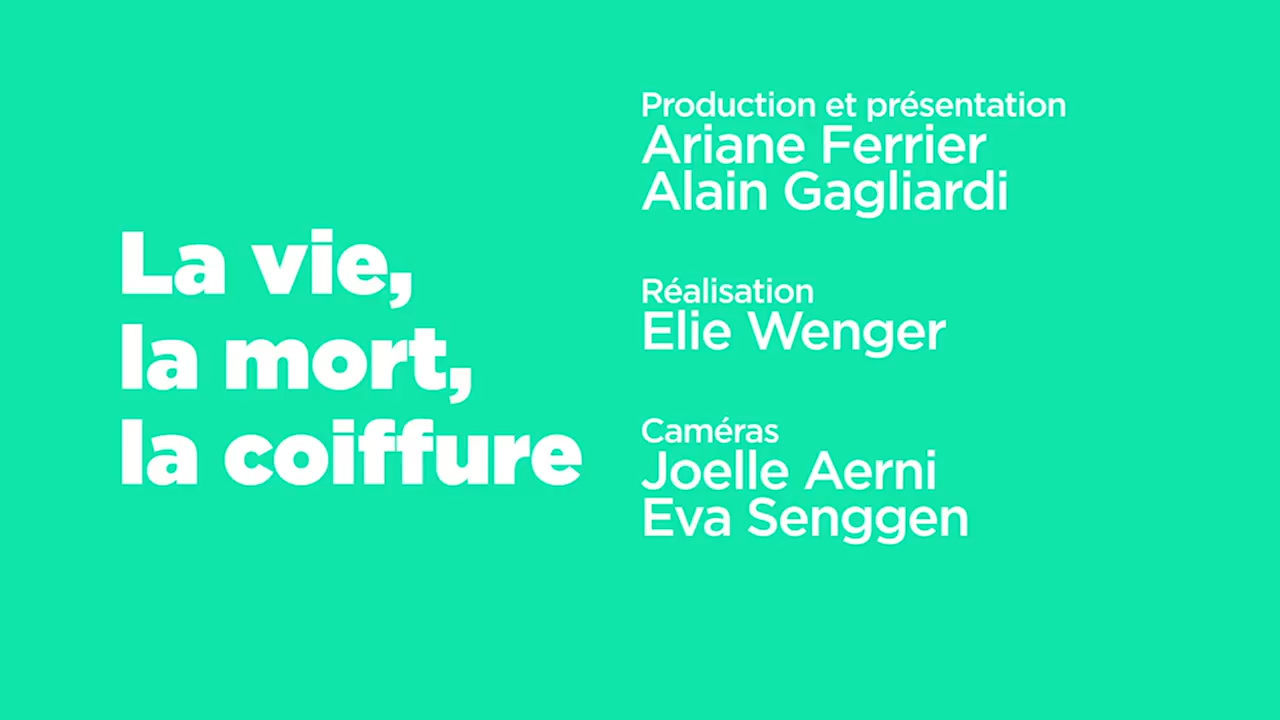 La vie,
la mort,
la coiffure
Production et présentation
Ariane Ferrier
Alain Gagliardi
Réalisation
Elie Wenger
Caméras
Joelle Aerni
Eva Senggen